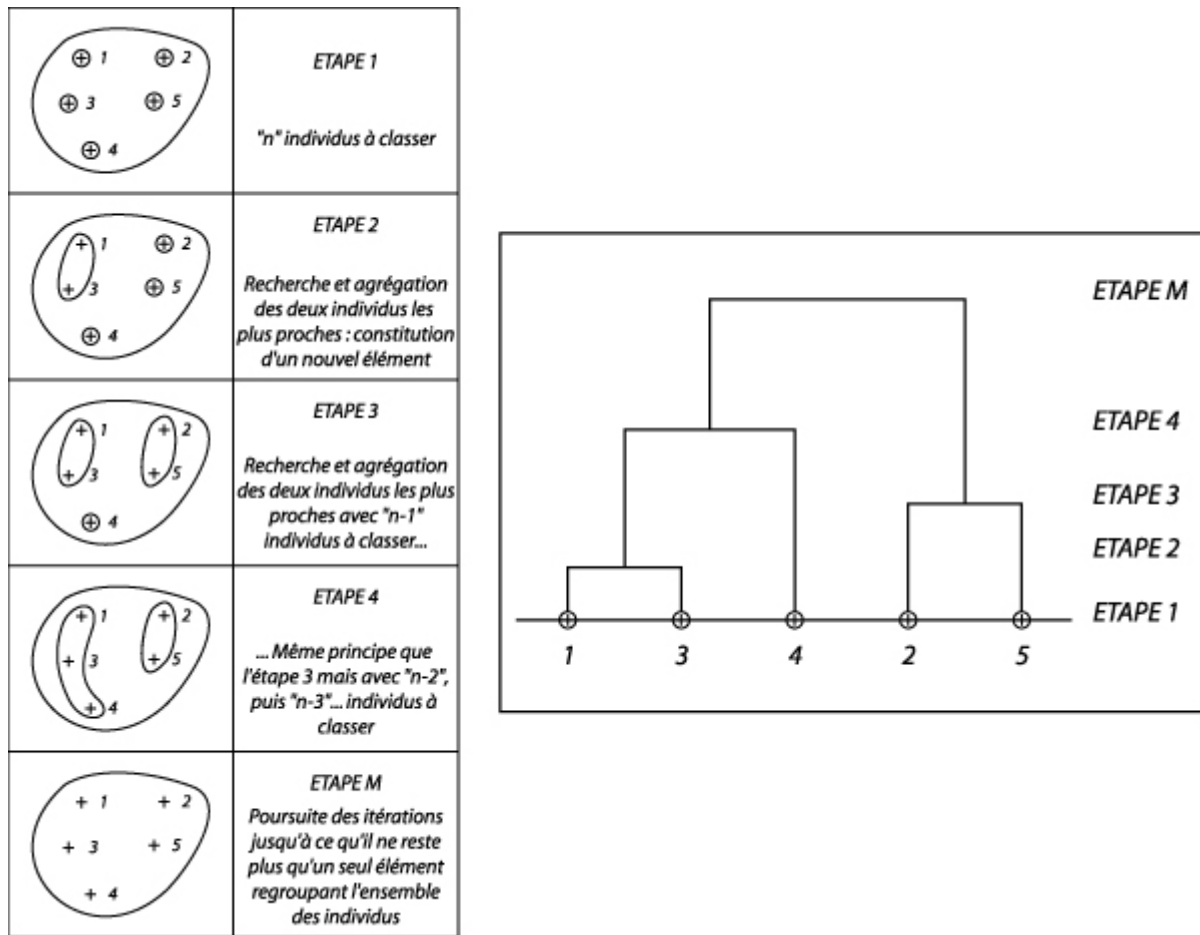 1
2
3
5
4
ETAPE 1
"n" individus à classer
1
2
3
5
4
ETAPE 2
Recherche et agrégation
des deux individus les
plus proches : constitution
d'un nouvel élément
1
2
3
5
4
ETAPE 3
Recherche et agrégation
des deux individus les plus
proches avec "n-1"
individus à classer...
1
2
3
5
4
ETAPE 4
... Même principe que
l'étape 3 mais avec "n-2",
puis "n-3"... individus à
classer
1
2
3
5
4
ETAPE M
Poursuite des itérations
jusqu'à ce qu'il ne reste
plus qu'un seul élément
regroupant l'ensemble
des individus
ETAPE M
ETAPE 4
ETAPE 3
ETAPE 2
ETAPE 1
1 3 4 2 5